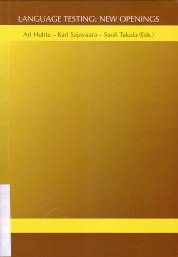 LANGUAGE TESTING: NEW OPENINGS
Ari Huhta – Kari Sajavaara – Sauli Takala (Eds.)